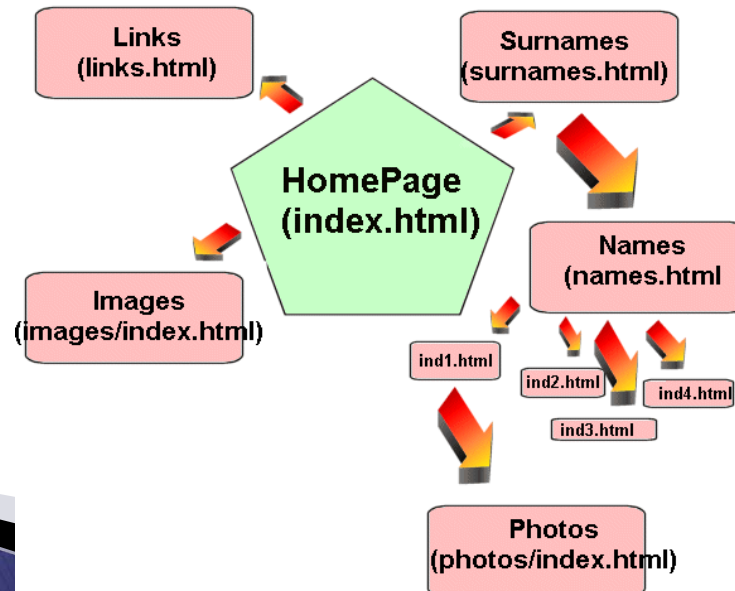 Links
(links.html)
Surnames
(surnames.html)
HomePage
(index.html)
Names
(names.html
Images
(images/index.html)
ind1.html
ind2.html
ind4.html
ind3.html
Photos
(photos/index.html)